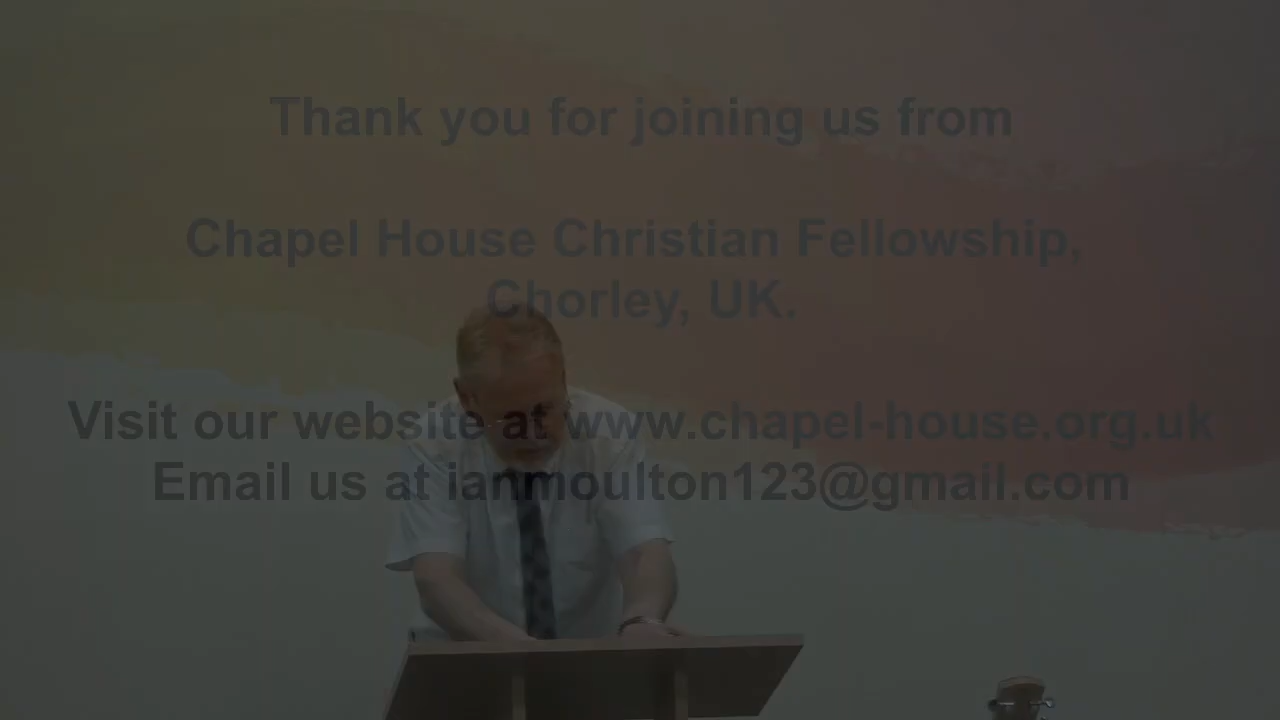 Thank you for joining us from
Chapel House Christian Fellowship,
Chorley, UK.
Visit our website at www.chapel-house.org.uk
Email us at ianmoulton123@gmail.com